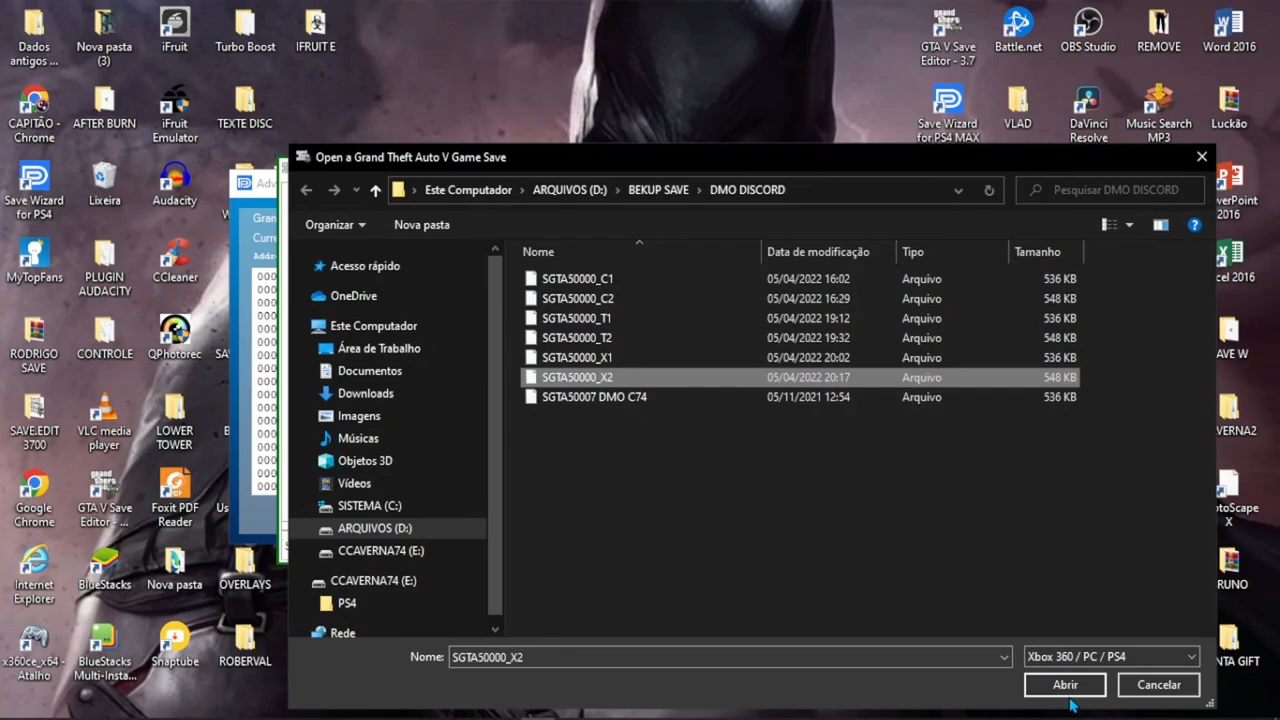 Dados
antigos ...
Nova pasta
(3)
iFruit
Turbo Boost
IFRUIT E
GTA V Save
Editor - 3.7
Battle.net
OBS Studio
REMOVE
Word 2016
CAPITÃO -
Chrome
AFTER BURN
iFruit
Emulator
TEXTE DISC
Save Wizard
for PS4 MAX
VLAD
DaVinci
Resolve
Music Search
MP3
Luckão
Save Wizard
for PS4
Lixeira
Audacity
MyTopFans
PLUGIN
AUDACITY
CCleaner
RODRIGO
SAVE
CONTROLE
QPhotorec
SAVE.EDIT
3700
VLC media
player
LOWER
TOWER
Google
Chrome
GTA V Save
Editor - ...
Foxit PDF
Reader
Internet
Explorer
BlueStacks
Nova pasta
OVERLAYS
x360ce_x64 -
Atalho
BlueStacks
Multi-Insta...
Snaptube
ROBERVAL
2016
2016
Open a Grand Theft Auto V Game Save
Este Computador
ARQUIVOS (D:)
BEKUP SAVE
DMO DISCORD
Pesquisar DMO DISCORD
Organizar
Nova pasta
Acesso rápido
OneDrive
Este Computador
Área de Trabalho
Documentos
Downloads
Imagens
Músicas
Objetos 3D
Vídeos
SISTEMA (C:)
ARQUIVOS (D:)
CCAVERNA74 (E:)
CCAVERNA74 (E:)
PS4
Rede
Nome Data de modificação Tipo Tamanho
SGTA50000_C1 05/04/2022 16:02 Arquivo 536 KB
SGTA50000_C2 05/04/2022 16:29 Arquivo 548 KB
SGTA50000_T1 05/04/2022 19:12 Arquivo 536 KB
SGTA50000_T2 05/04/2022 19:32 Arquivo 548 KB
SGTA50000_X1 05/04/2022 20:02 Arquivo 536 KB
SGTA50000_X2 05/04/2022 20:17 Arquivo 548 KB
SGTA50007 DMO C74 05/11/2021 12:54 Arquivo 536 KB
Nome: SGTA50000_X2
Xbox 360 / PC / PS4
Abrir
Cancelar